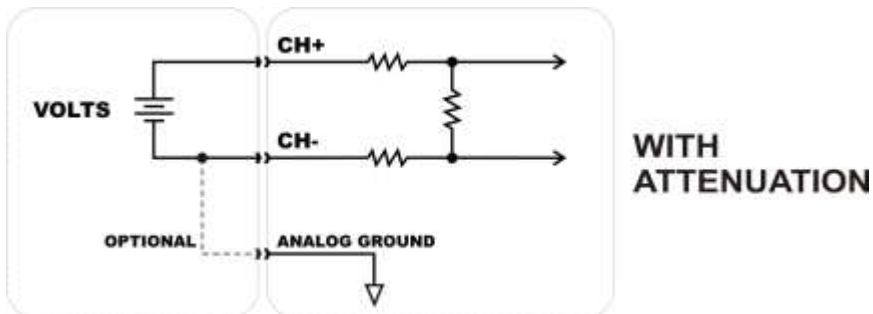 CH+
VOLTS
CH-
WITH
ATTENUATION
OPTIONAL
ANALOG GROUND